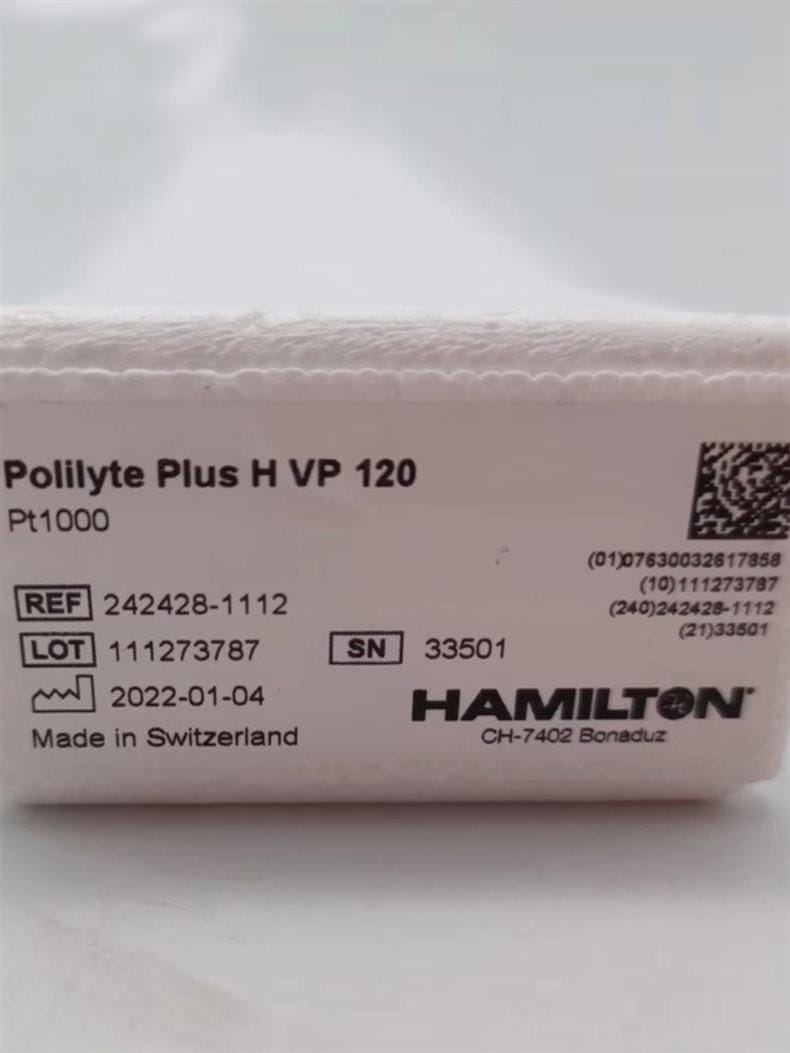 Polilyte Plus H VP 120
Pt1000
(01)07630032617858
(10)111273787
(240)242428-1112
(21)33501
REF 242428-1112
LOT 111273787
SN 33501
2022-01-04
Made in Switzerland
HAMILTON
CH-7402 Bonaduz